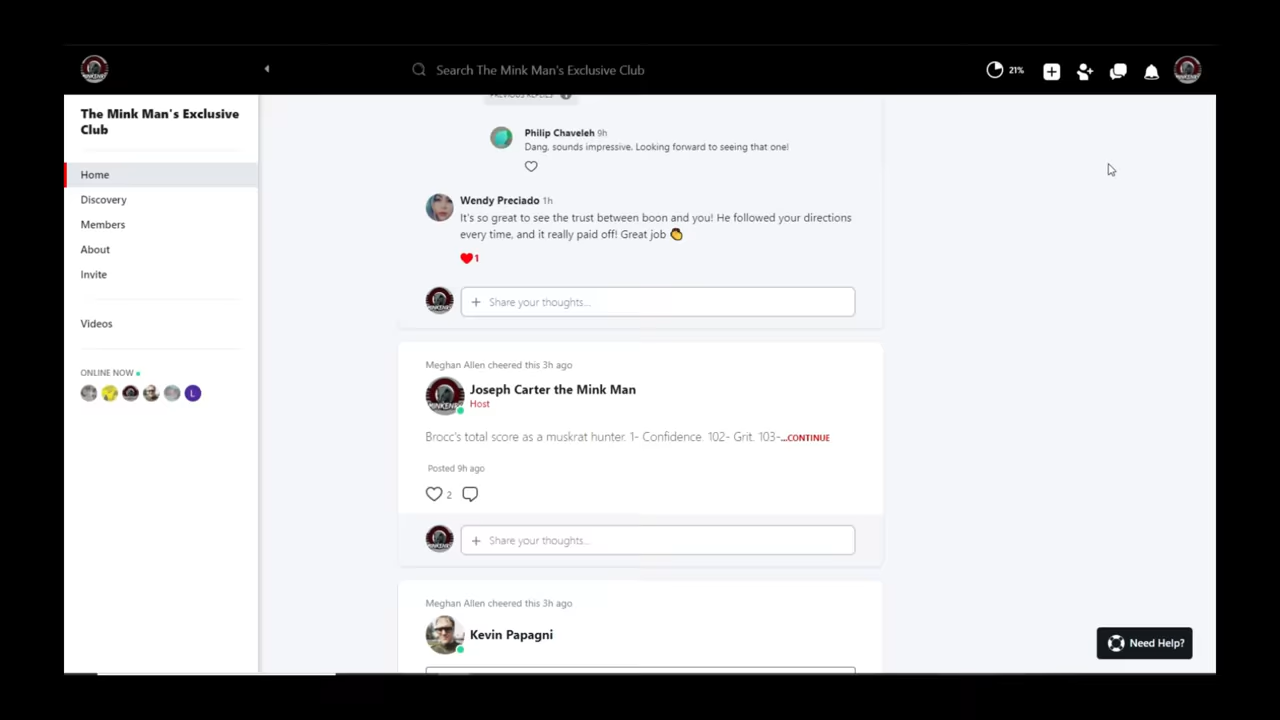 Search The Mink Man's Exclusive Club
21%
The Mink Man's Exclusive
Club
Home
Discovery
Members
About
Invite
Videos
ONLINE NOW
L
PREVIOUS REPLIES
Philip Chaveleh 9h
Dang, sounds impressive. Looking forward to seeing that one!
Wendy Preciado 1h
It's so great to see the trust between boon and you! He followed your directions
every time, and it really paid off! Great job
1
Share your thoughts...
Meghan Allen cheered this 3h ago
Joseph Carter the Mink Man
Host
Brocc's total score as a muskrat hunter. 1- Confidence. 102- Grit. 103-...CONTINUE
Posted 9h ago
2
Share your thoughts...
Meghan Allen cheered this 3h ago
Kevin Papagni
Need Help?